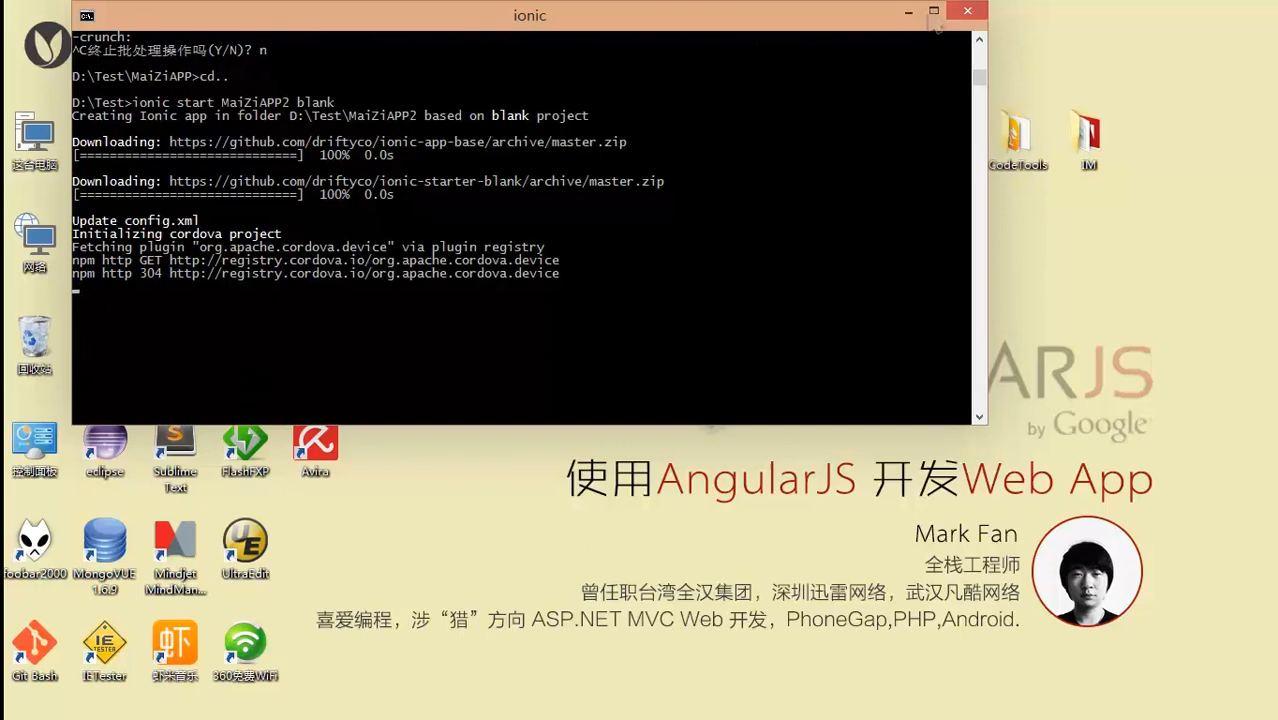 ionic
-crunch:
^C终止批处理操作吗(Y/N)? n
D:\Test\MaiZiAPP>cd..
D:\Test>ionic start MaiZiAPP2 blank
Creating Ionic app in folder D:\Test\MaiZiAPP2 based on blank project
Downloading: https://github.com/driftyco/ionic-app-base/archive/master.zip
[=============================] 100% 0.0s
Downloading: https://github.com/driftyco/ionic-starter-blank/archive/master.zip
[=============================] 100% 0.0s
Update config.xml
Initializing cordova project
Fetching plugin "org.apache.cordova.device" via plugin registry
npm http GET http://registry.cordova.io/org.apache.cordova.device
npm http 304 http://registry.cordova.io/org.apache.cordova.device
这台电脑
CodeTools
IM
网络
回收站
ARJS
by Google
控制面板
eclipse
Sublime
Text
FlashFXP
Avira
使用AngularJS 开发Web App
Mark Fan
全栈工程师
曾任职台湾全汉集团，深圳迅雷网络，武汉凡酷网络
喜爱编程，涉“猎”方向 ASP.NET MVC Web 开发，PhoneGap,PHP,Android.
foobar2000
MongoVUE
1.6.9
Mindjet
MindMan...
UltraEdit
Git Bash
IETester
虾米音乐
360免费WiFi